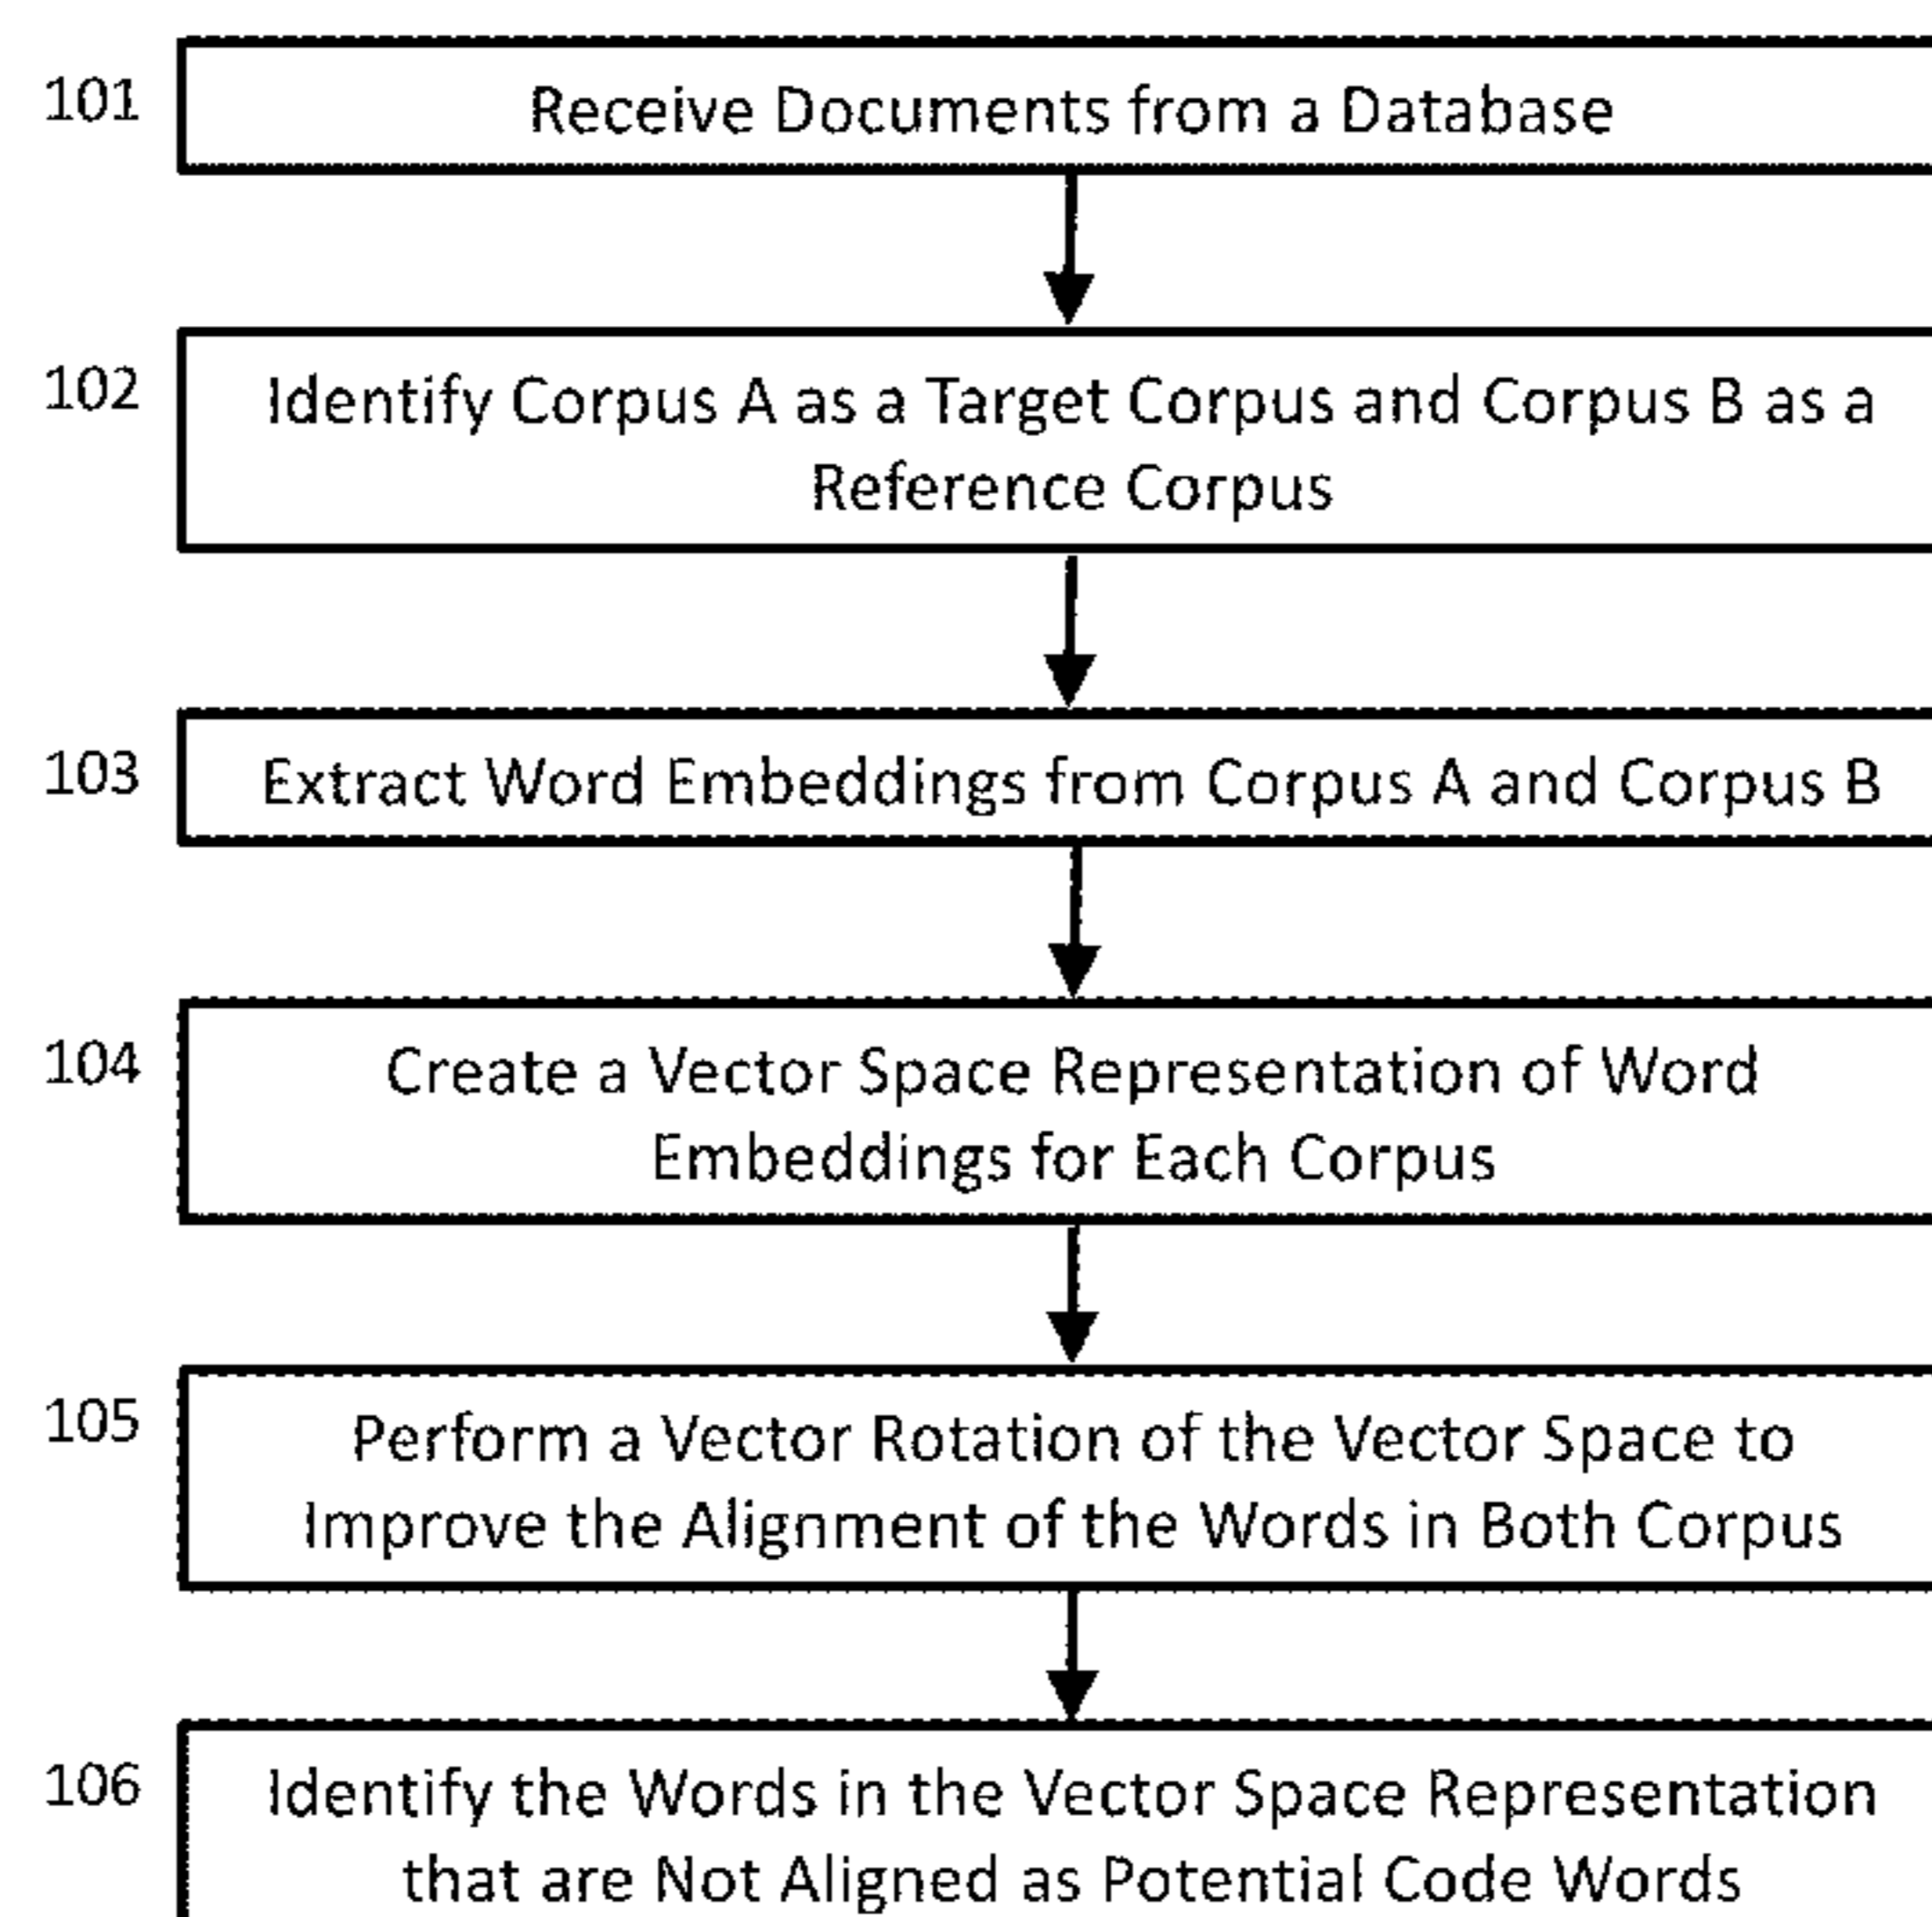 101
Receive Documents from a Database
102
Identify Corpus A as a Target Corpus and Corpus B as a
Reference Corpus
103
Extract Word Embeddings from Corpus A and Corpus B
104
Create a Vector Space Representation of Word
Embeddings for Each Corpus
105
Perform a Vector Rotation of the Vector Space to
Improve the Alignment of the Words in Both Corpus
106
Identify the Words in the Vector Space Representation
that are Not Aligned as Potential Code Words